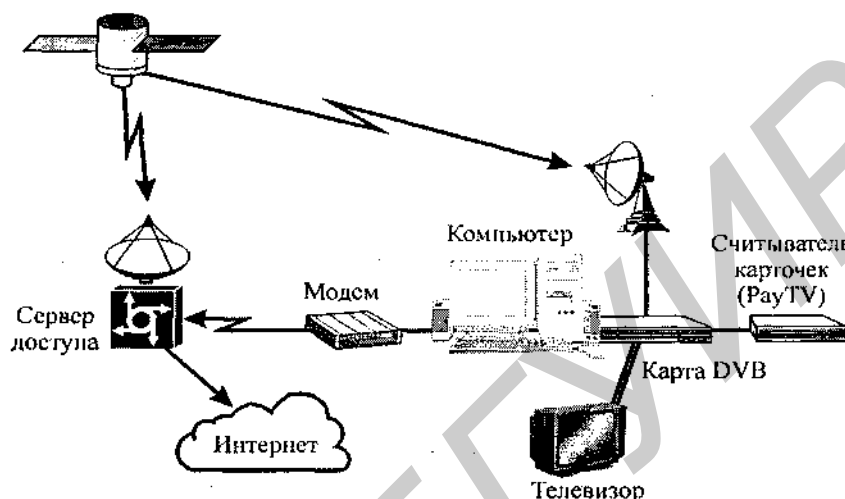 Компьютер
Считыватель
карточек
(PayTV)
Модем
Сервер
доступа
Карта DVB
Интернет
Телевизор